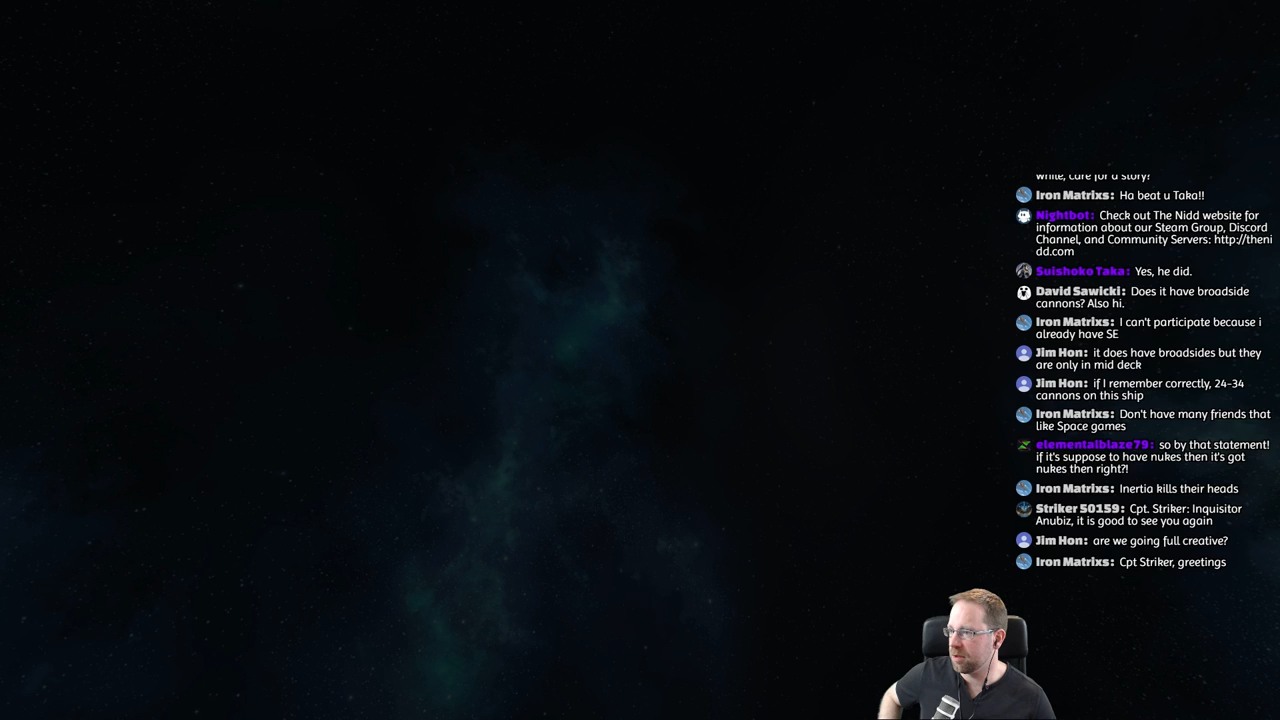 while, care for a story?
Iron Matrixs: Ha beat u Taka!!
Nightbot: Check out The Nidd website for
information about our Steam Group, Discord
Channel, and Community Servers: http://theni
dd.com
Suishoko Taka: Yes, he did.
David Sawicki: Does it have broadside
cannons? Also hi.
Iron Matrixs: I can't participate because i
already have SE
Jim Hon: it does have broadsides but they
are only in mid deck
Jim Hon: if I remember correctly, 24-34
cannons on this ship
Iron Matrixs: Don't have many friends that
like Space games
elementalblaze79: so by that statement!
if it's suppose to have nukes then it's got
nukes then right?!
Iron Matrixs: Inertia kills their heads
Striker 50159: Cpt. Striker: Inquisitor
Anubiz, it is good to see you again
Jim Hon: are we going full creative?
Iron Matrixs: Cpt Striker, greetings